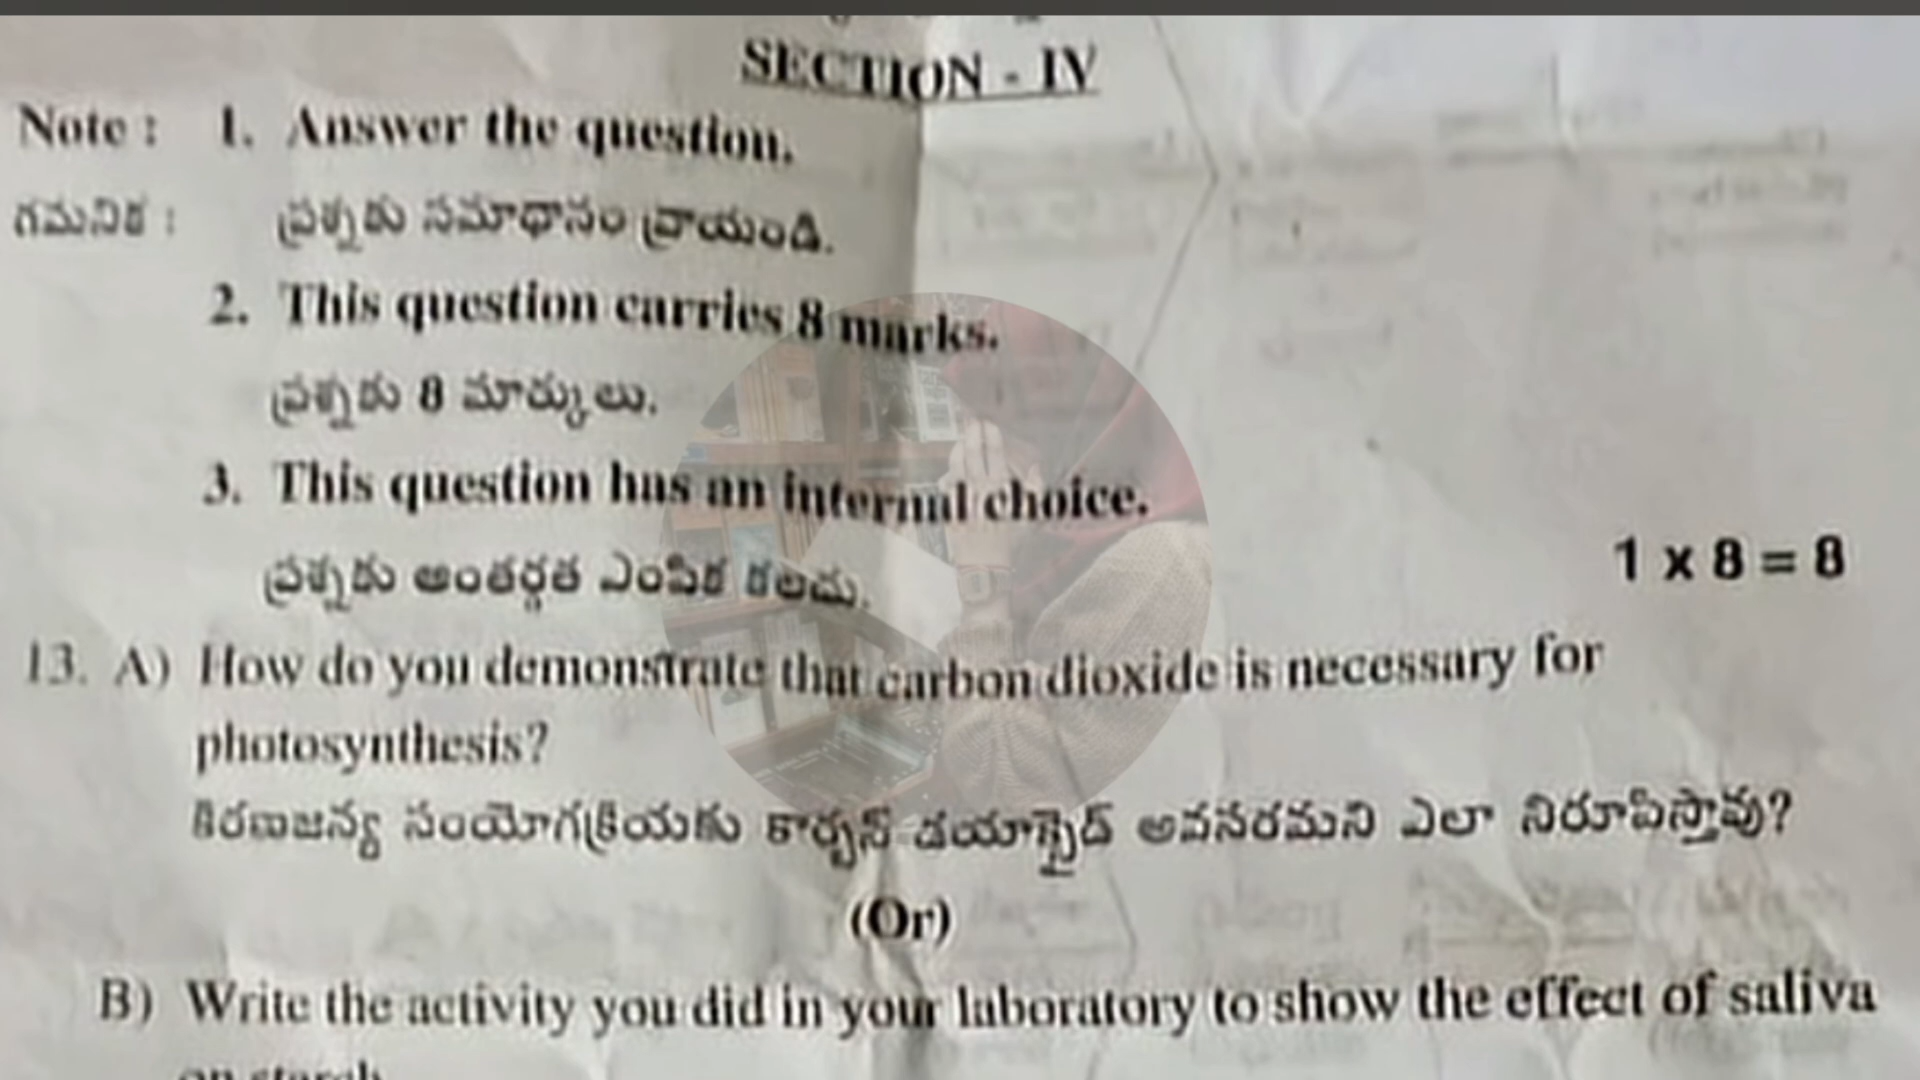 SECTION - IV
Note : 1. Answer the question.
గమనిక : ప్రశ్నకు సమాధానం వ్రాయండి.
2. This question carries 8 marks.
ప్రశ్నకు 8 మార్కులు.
3. This question has an internal choice.
ప్రశ్నకు అంతర్గత ఎంపిక కలదు.
1 x 8 = 8
13. A) How do you demonstrate that carbon dioxide is necessary for
photosynthesis?
కిరణజన్య సంయోగక్రియకు కార్బన్ డయాక్సైడ్ అవసరమని ఎలా నిరూపిస్తావు?
(Or)
B) Write the activity you did in your laboratory to show the effect of saliva
on starch